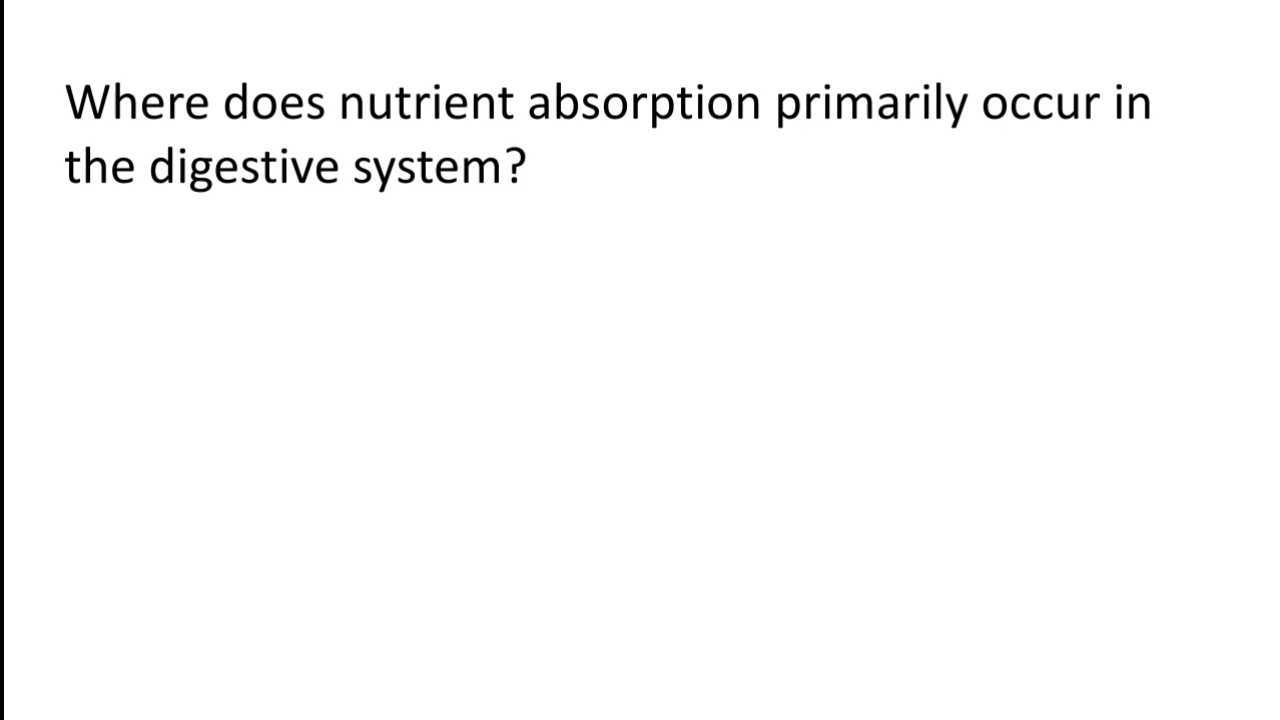 Where does nutrient absorption primarily occur in
the digestive system?